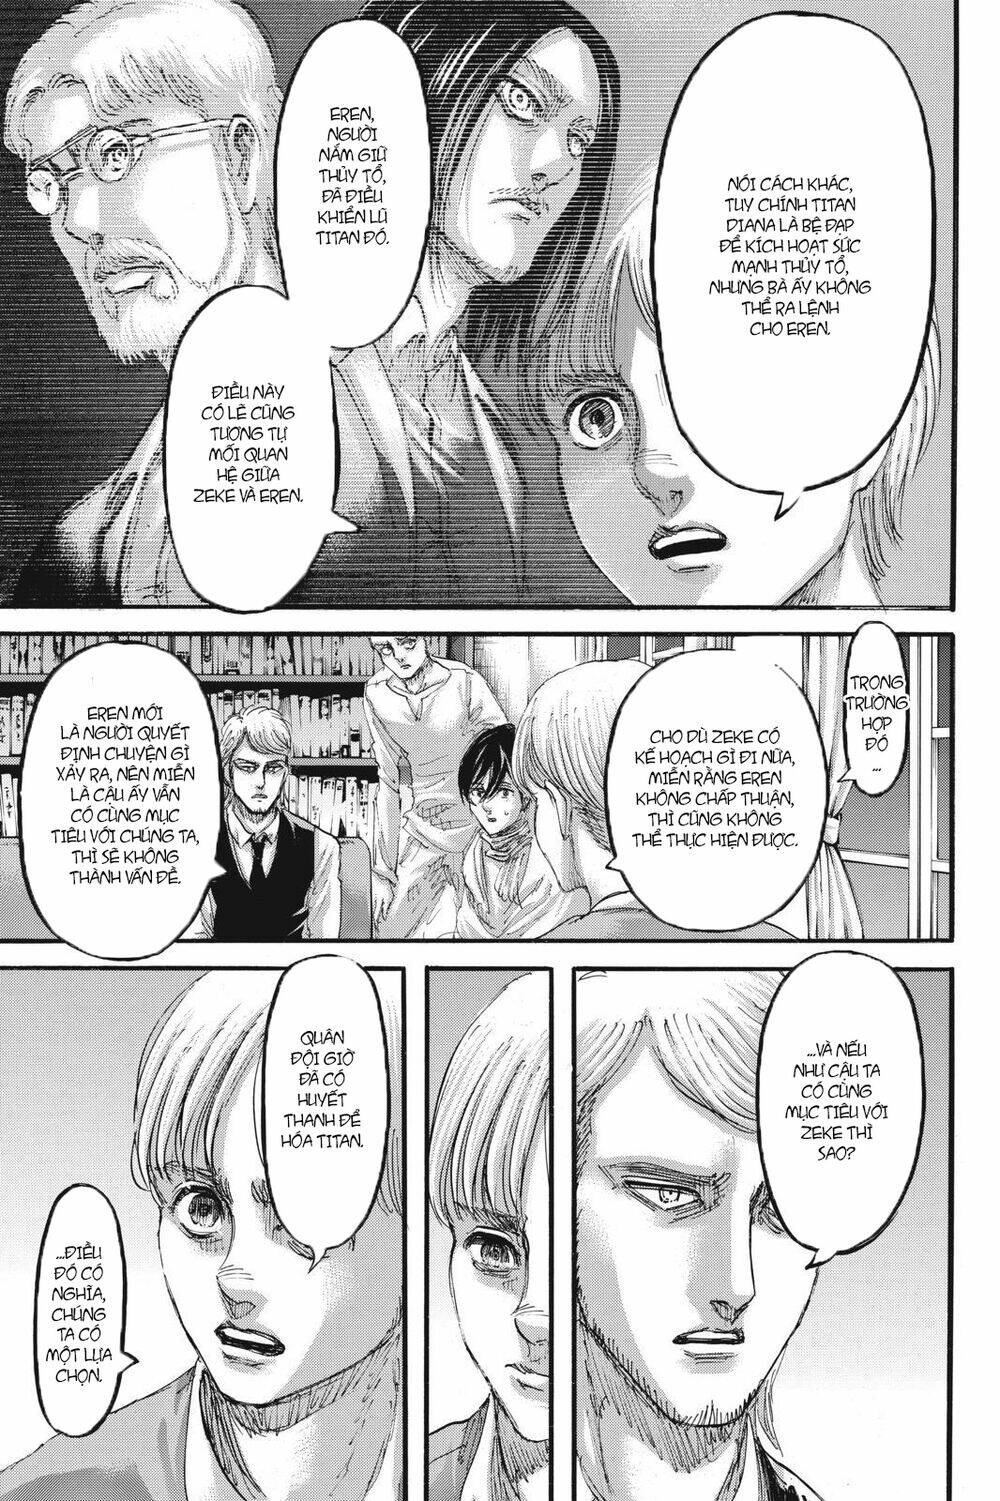 NÓI CÁCH KHÁC,
TUY CHÍNH TITAN
DIANA LÀ BỆ ĐẠP
ĐỂ KÍCH HOẠT SỨC
MẠNH THỦY TỔ,
NHƯNG BÀ ẤY KHÔNG
THỂ RA LỆNH
CHO EREN.
EREN,
NGƯỜI
NẮM GIỮ
THỦY TỔ,
ĐÃ ĐIỀU
KHIỂN LŨ
TITAN ĐÓ.
ĐIỀU NÀY
CÓ LẼ CŨNG
TƯƠNG TỰ
MỐI QUAN
HỆ GIỮA
ZEKE VÀ EREN.
TRONG
TRƯỜNG
HỢP
ĐÓ
...
CHO DÙ ZEKE CÓ
KẾ HOẠCH GÌ ĐI NỮA,
MIỄN RẰNG EREN
KHÔNG CHẤP THUẬN,
THÌ CŨNG KHÔNG
THỂ THỰC HIỆN ĐƯỢC.
EREN MỚI
LÀ NGƯỜI QUYẾT
ĐỊNH CHUYỆN GÌ
XẢY RA, NÊN MIỄN
LÀ CẬU ẤY VẪN
CÓ CÙNG MỤC
TIÊU VỚI CHÚNG TA,
THÌ SẼ KHÔNG
THÀNH VẤN ĐỀ.
...VÀ NẾU
NHƯ CẬU TA
CÓ CÙNG
MỤC TIÊU VỚI
ZEKE THÌ
SAO?
QUÂN
ĐỘI GIỜ
ĐÃ CÓ
HUYẾT
THANH ĐỂ
HÓA TITAN.
...ĐIỀU
ĐÓ CÓ
NGHĨA,
CHÚNG
TA CÓ
MỘT LỰA
CHỌN.